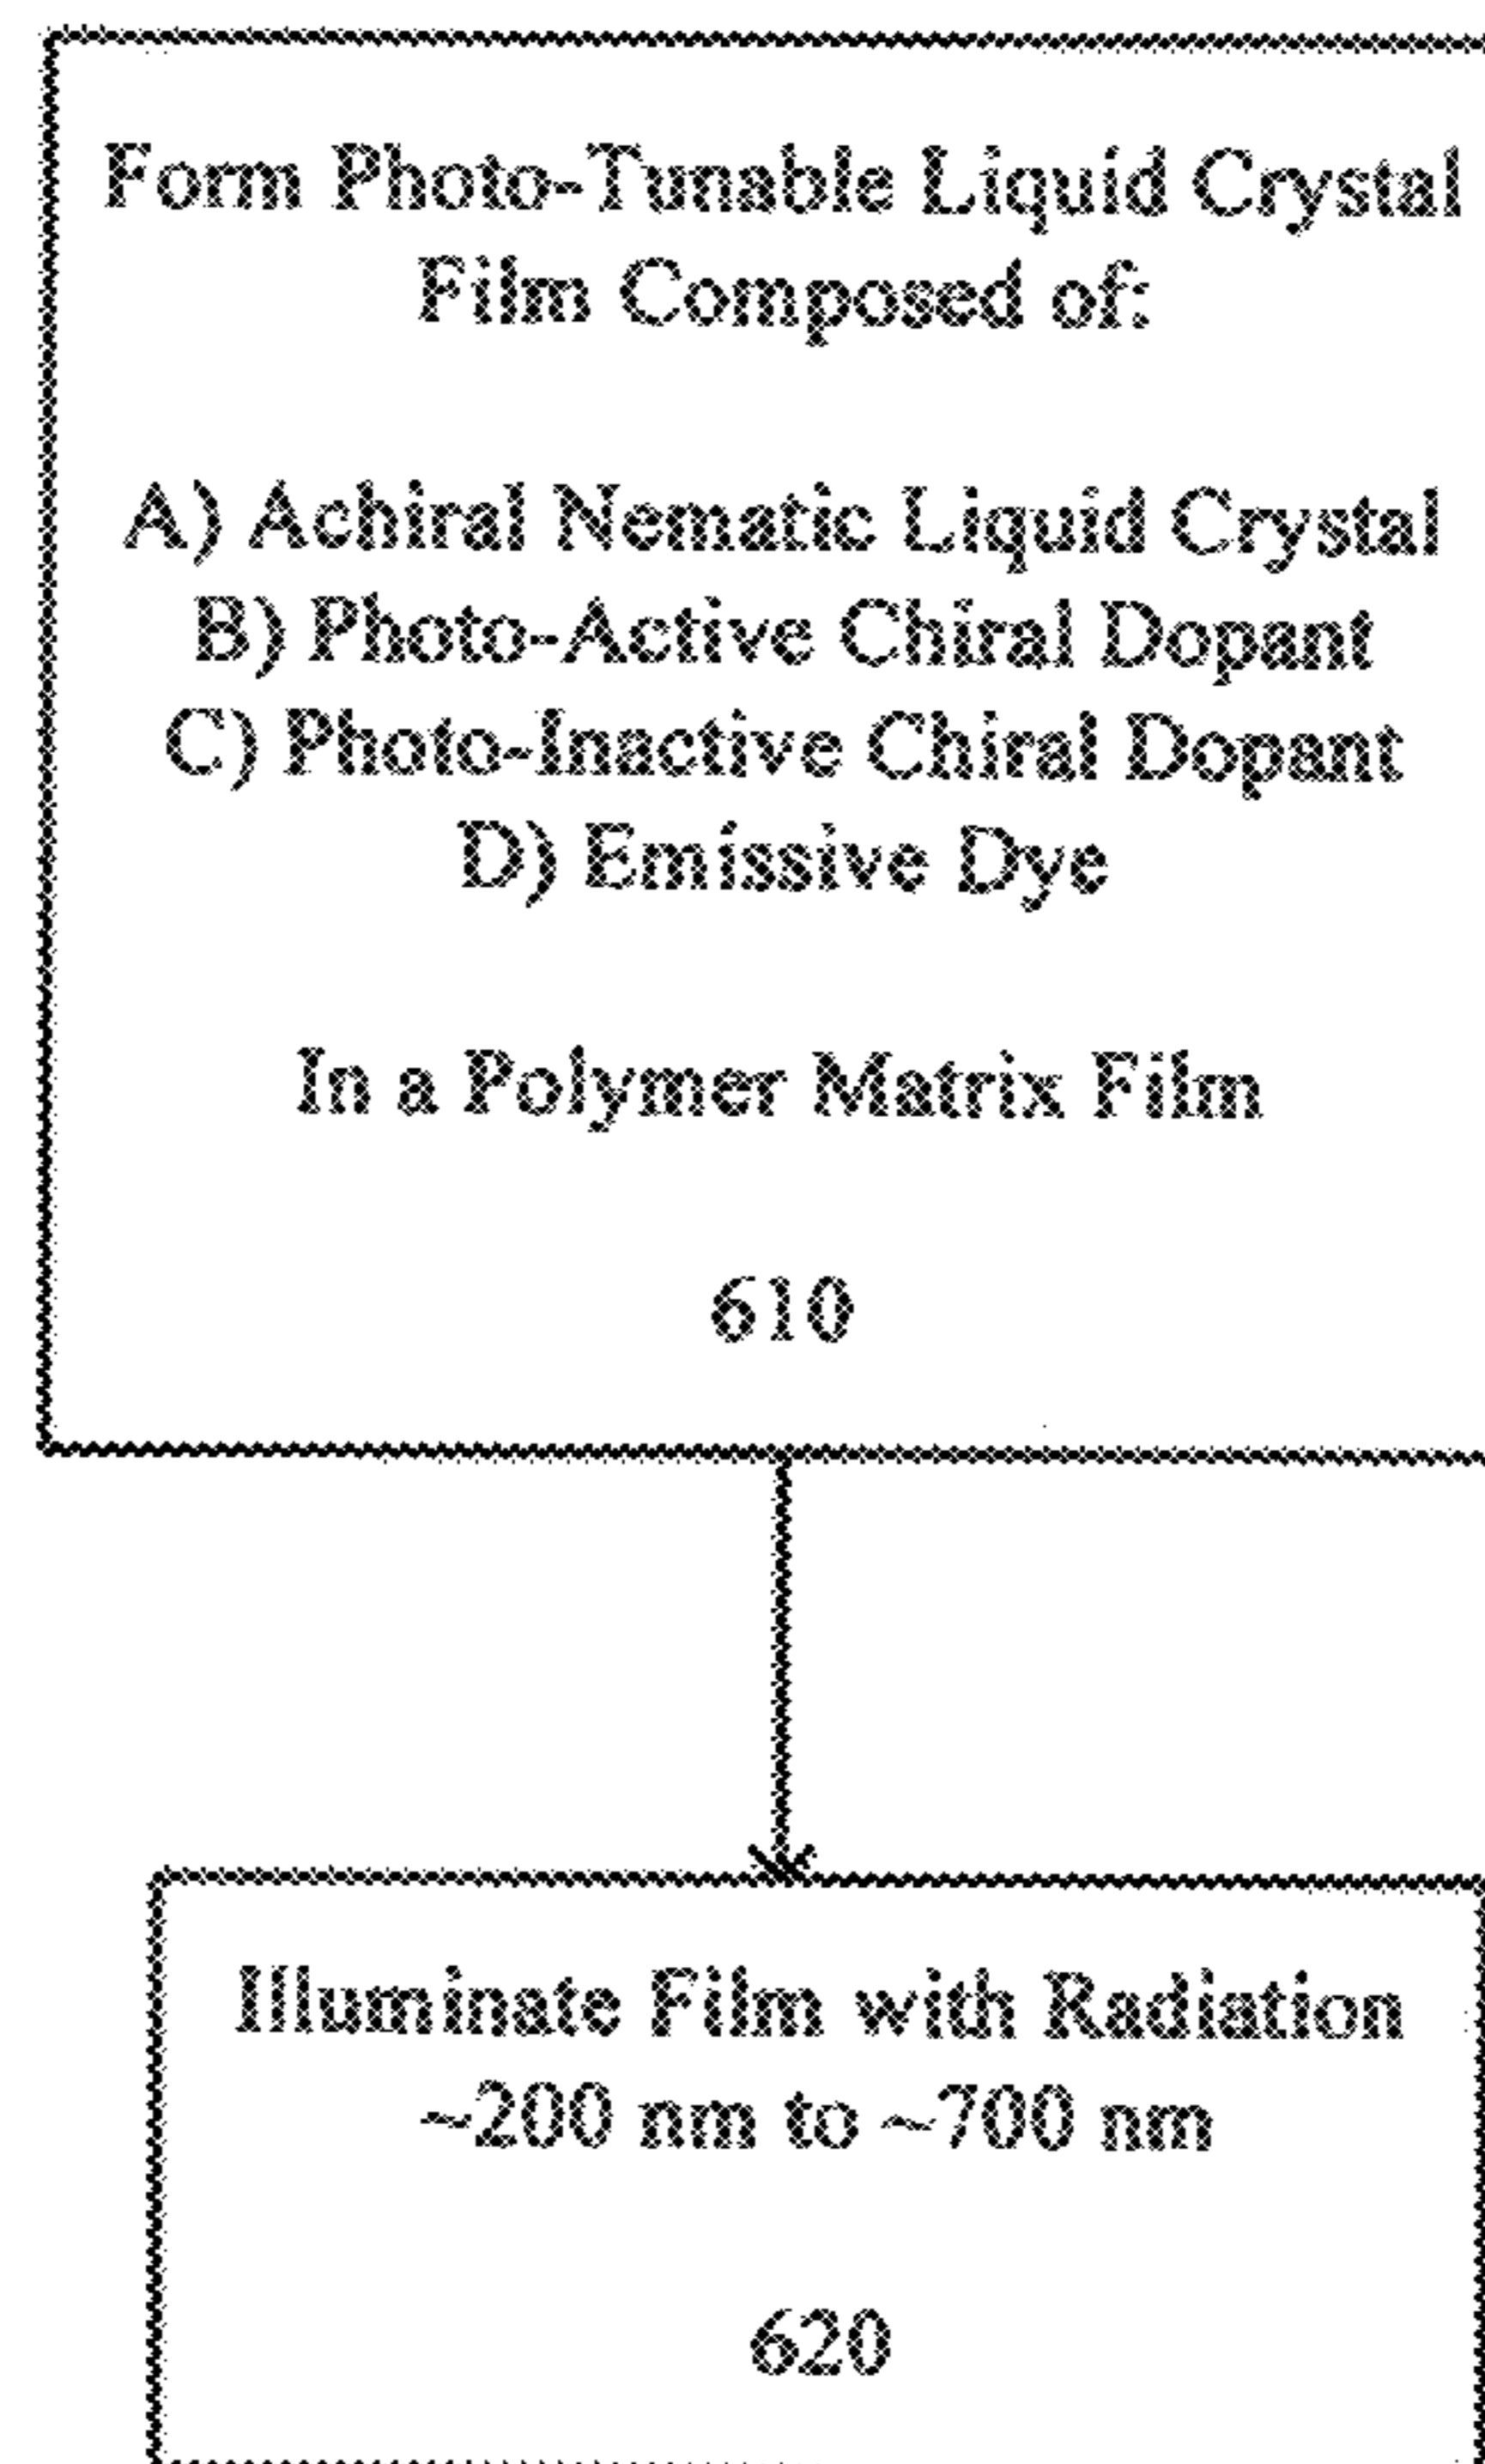 Form Photo-Tunable Liquid Crystal
Film Composed of:
A) Achiral Nematic Liquid Crystal
B) Photo-Active Chiral Dopant
C) Photo-Inactive Chiral Dopant
D) Emissive Dye
In a Polymer Matrix Film
610
Illuminate Film with Radiation
~200 nm to ~700 nm
620